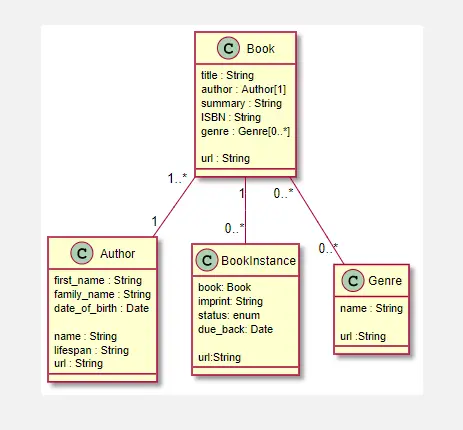 C Book
title : String
author : Author[1]
summary : String
ISBN : String
genre : Genre[0..*]
url : String
1..*
1
0..*
1
0..*
0..*
C Author
first_name : String
family_name : String
date_of_birth : Date
name : String
lifespan : String
url : String
C BookInstance
book: Book
imprint: String
status: enum
due_back: Date
url:String
C Genre
name : String
url :String